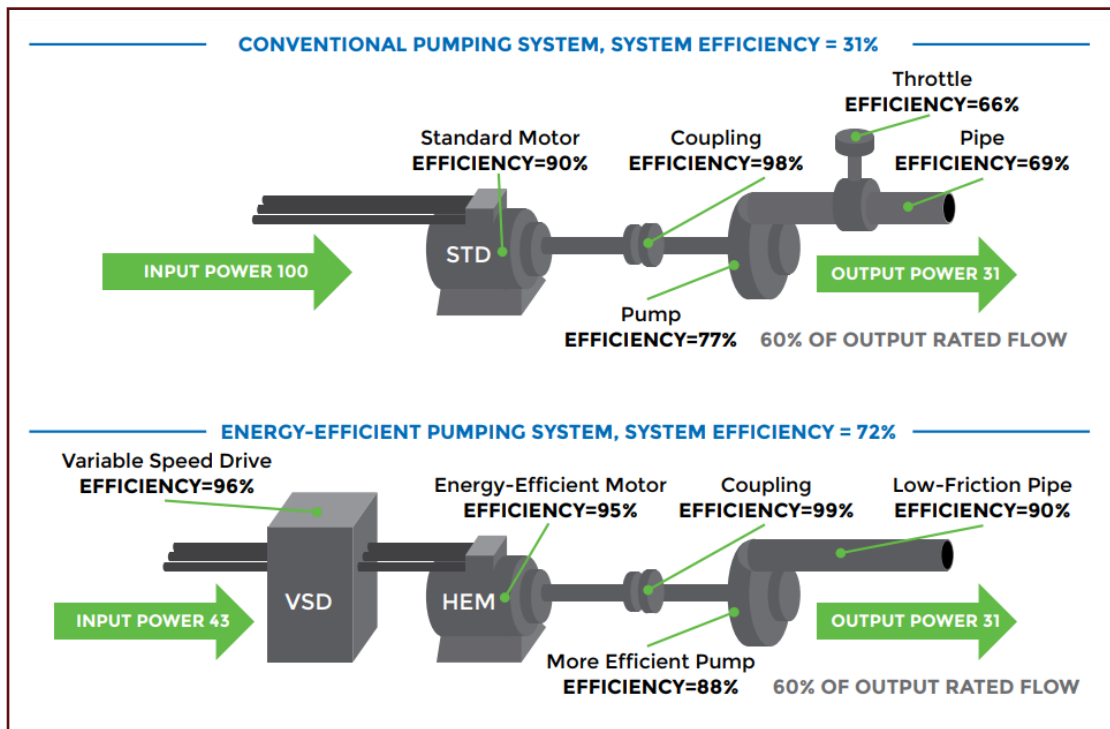 CONVENTIONAL PUMPING SYSTEM, SYSTEM EFFICIENCY = 31%
Throttle
EFFICIENCY=66%
Standard Motor
EFFICIENCY=90%
Coupling
EFFICIENCY=98%
Pipe
EFFICIENCY=69%
STD
INPUT POWER 100
OUTPUT POWER 31
Pump
EFFICIENCY=77%
60% OF OUTPUT RATED FLOW
ENERGY-EFFICIENT PUMPING SYSTEM, SYSTEM EFFICIENCY = 72%
Variable Speed Drive
EFFICIENCY=96%
Energy-Efficient Motor
EFFICIENCY=95%
Coupling
EFFICIENCY=99%
Low-Friction Pipe
EFFICIENCY=90%
VSD
HEM
INPUT POWER 43
OUTPUT POWER 31
More Efficient Pump
EFFICIENCY=88%
60% OF OUTPUT RATED FLOW